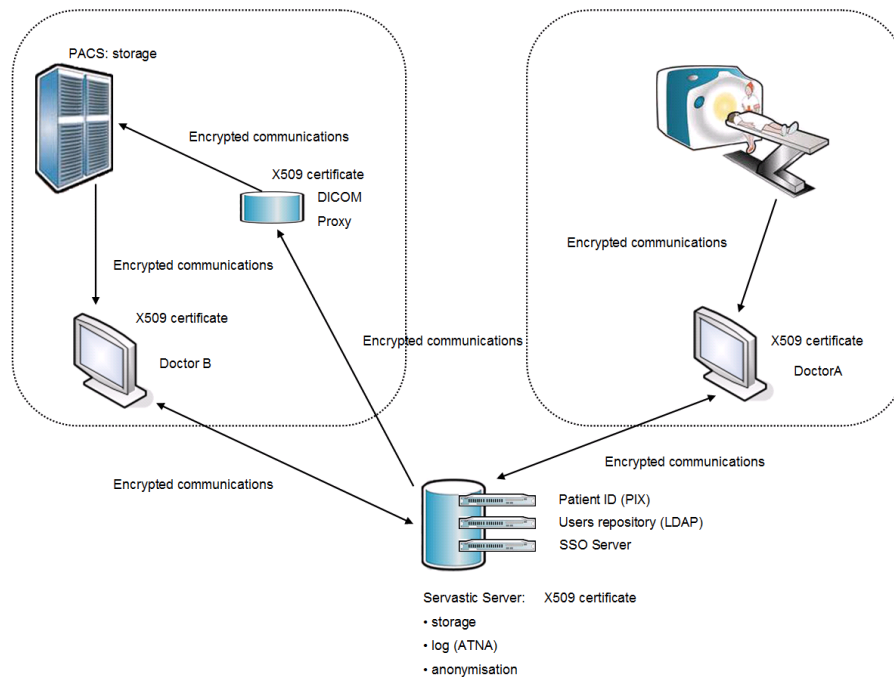 PACS: storage
Encrypted communications
X509 certificate
DICOM
Proxy
Encrypted communications
Encrypted communications
X509 certificate
Doctor B
Encrypted communications
X509 certificate
DoctorA
Encrypted communications
Encrypted communications
Patient ID (PIX)
Users repository (LDAP)
SSO Server
Servastic Server: X509 certificate
• storage
• log (ATNA)
• anonymisation